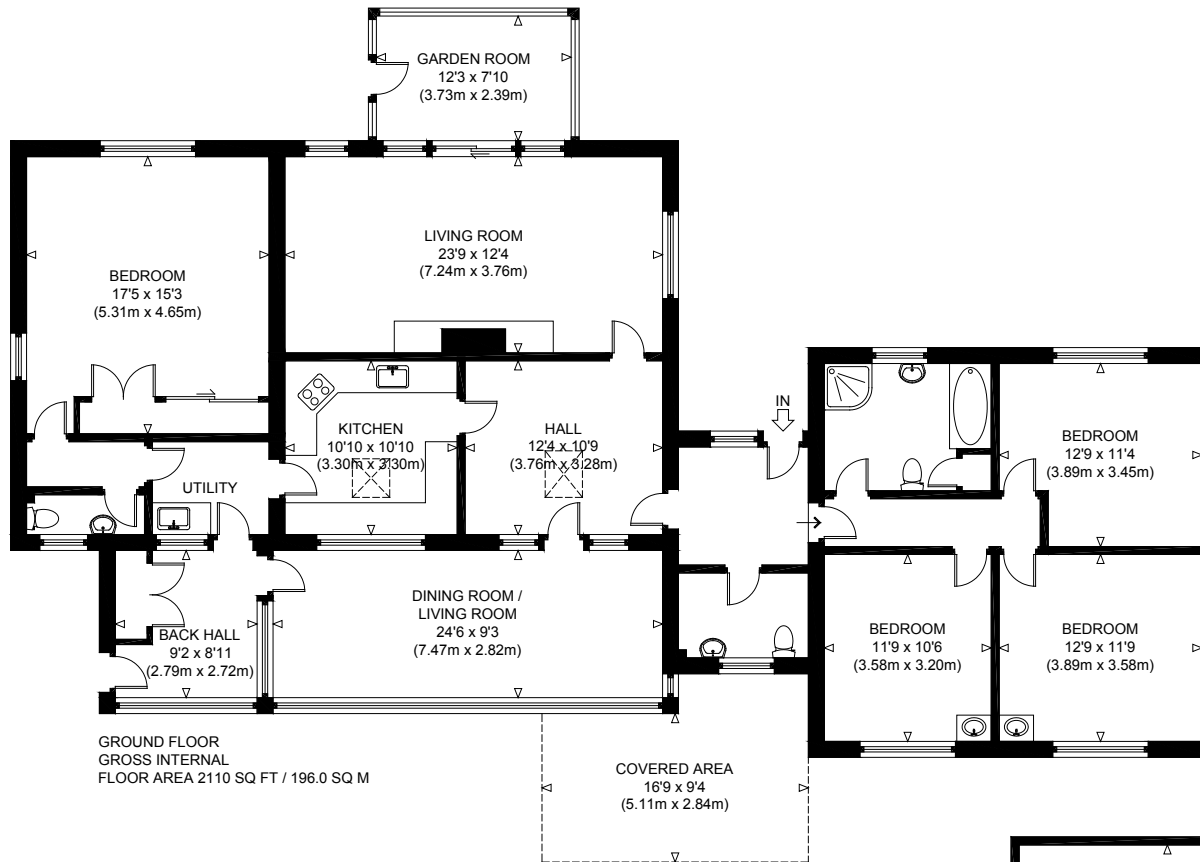 GARDEN ROOM
12'3 x 7'10
(3.73m x 2.39m)
LIVING ROOM
23'9 x 12'4
(7.24m x 3.76m)
BEDROOM
17'5 x 15'3
(5.31m x 4.65m)
KITCHEN
10'10 x 10'10
(3.30m x 3.30m)
HALL
12'4 x 10'9
(3.76m x 3.28m)
IN
BEDROOM
12'9 x 11'4
(3.89m x 3.45m)
UTILITY
BACK HALL
9'2 x 8'11
(2.79m x 2.72m)
DINING ROOM /
LIVING ROOM
24'6 x 9'3
(7.47m x 2.82m)
BEDROOM
11'9 x 10'6
(3.58m x 3.20m)
BEDROOM
12'9 x 11'9
(3.89m x 3.58m)
GROUND FLOOR
GROSS INTERNAL
FLOOR AREA 2110 SQ FT / 196.0 SQ M
COVERED AREA
16'9 x 9'4
(5.11m x 2.84m)